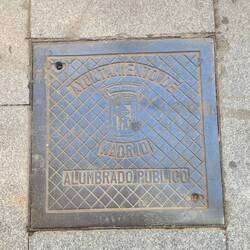 AYUNTAMIENTO DE
MADRID
ALUMBRADO PUBLICO